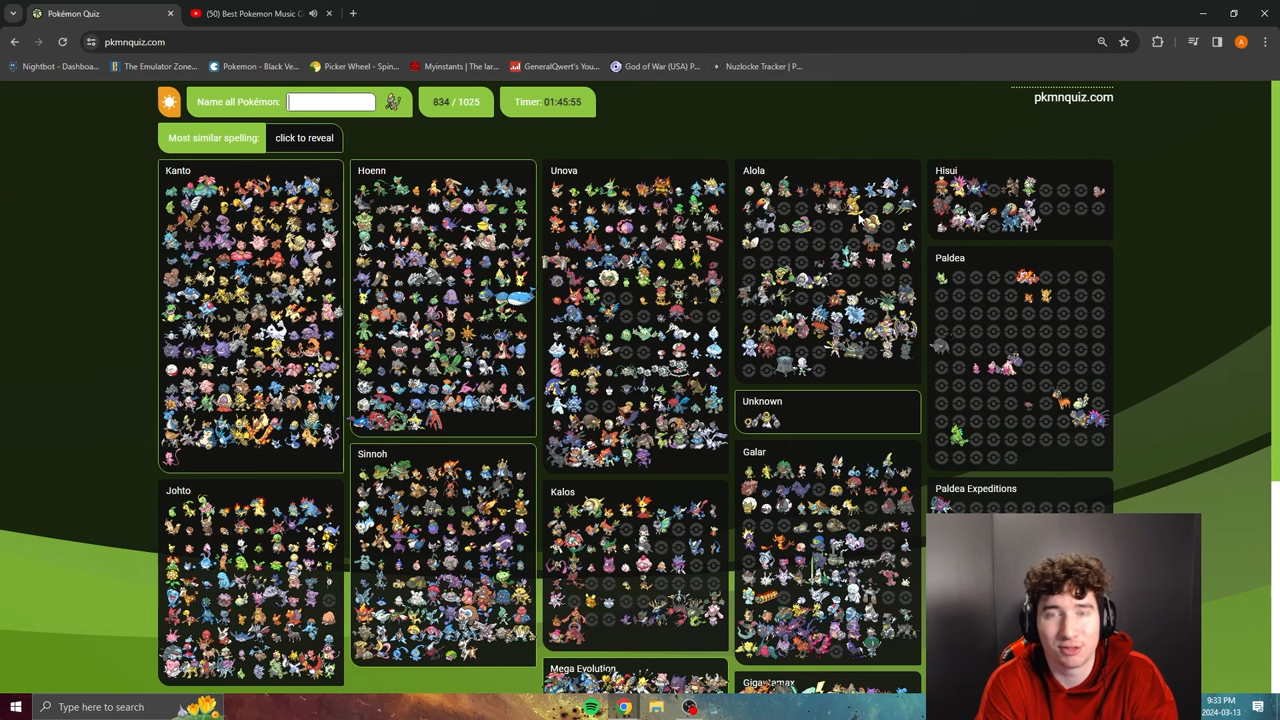 Pokémon Quiz
(50) Best Pokemon Music C
pkmnquiz.com
Nightbot - Dashboa...
The Emulator Zone...
Pokemon - Black Ve...
Picker Wheel - Spin...
Myinstants | The lar...
GeneralQwert's You...
God of War (USA) P...
Nuzlocke Tracker | P...
Name all Pokémon:
834 / 1025
Timer: 01:45:55
pkmnquiz.com
Most similar spelling:
click to reveal
Kanto
Hoenn
Unova
Alola
Hisui
Paldea
Unknown
Sinnoh
Galar
Johto
Kalos
Paldea Expeditions
Mega Evolution
Gigantamax
Type here to search
9:33 PM
2024-03-13